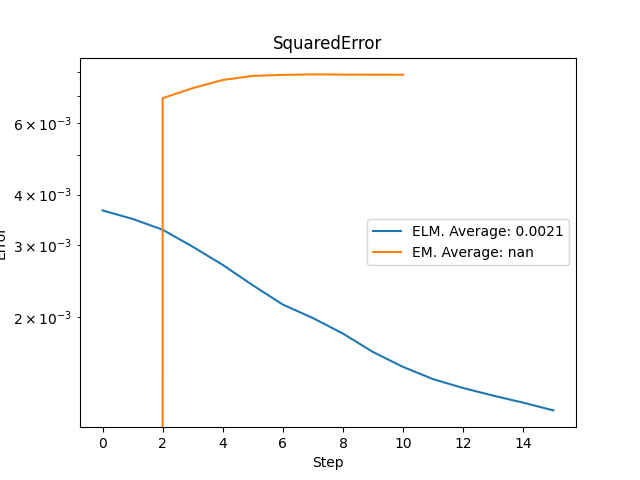 SquaredError
6 × 10⁻³
4 × 10⁻³
3 × 10⁻³
2 × 10⁻³
Error
ELM. Average: 0.0021
EM. Average: nan
0 2 4 6 8 10 12 14
Step